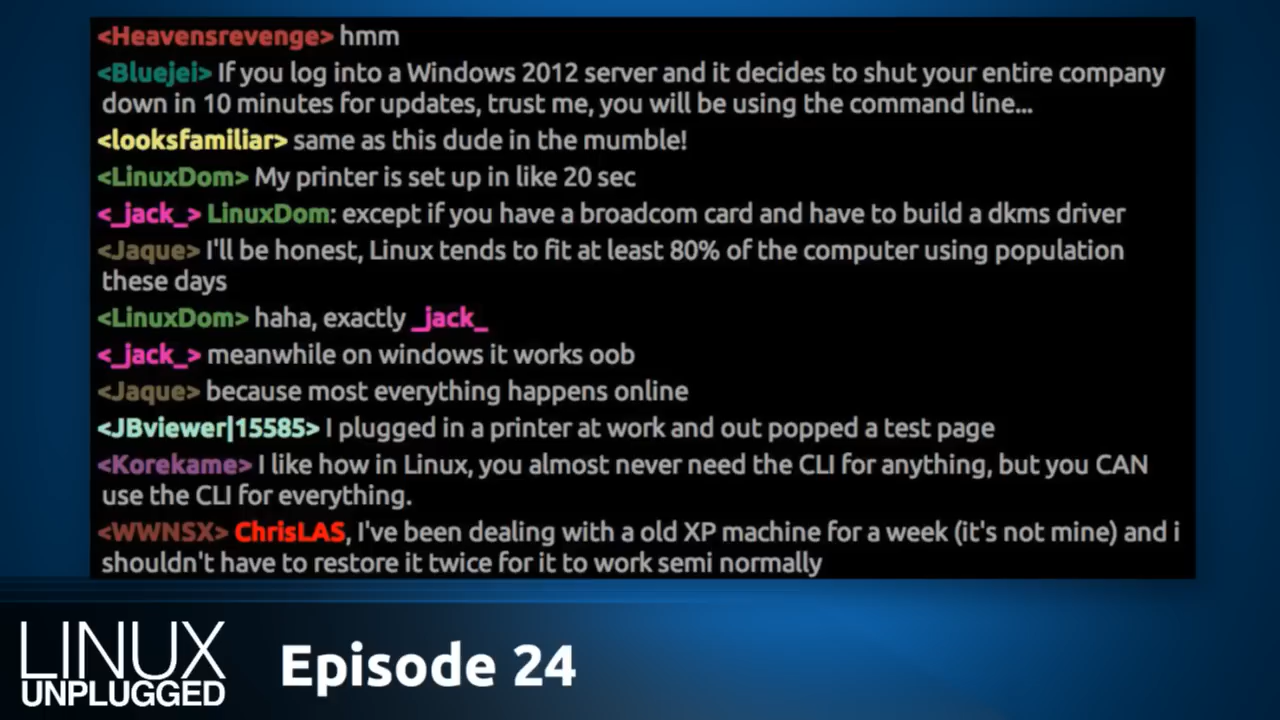 <Heavensrevenge> hmm
<Bluejei> If you log into a Windows 2012 server and it decides to shut your entire company
down in 10 minutes for updates, trust me, you will be using the command line...
<looksfamiliar> same as this dude in the mumble!
<LinuxDom> My printer is set up in like 20 sec
<_jack_> LinuxDom: except if you have a broadcom card and have to build a dkms driver
<Jaque> I'll be honest, Linux tends to fit at least 80% of the computer using population
these days
<LinuxDom> haha, exactly _jack_
<_jack_> meanwhile on windows it works oob
<Jaque> because most everything happens online
<JBviewer|15585> I plugged in a printer at work and out popped a test page
<Korekame> I like how in Linux, you almost never need the CLI for anything, but you CAN
use the CLI for everything.
<WWNSX> ChrisLAS, I've been dealing with a old XP machine for a week (it's not mine) and i
shouldn't have to restore it twice for it to work semi normally
LINUX
UNPLUGGED
Episode 24